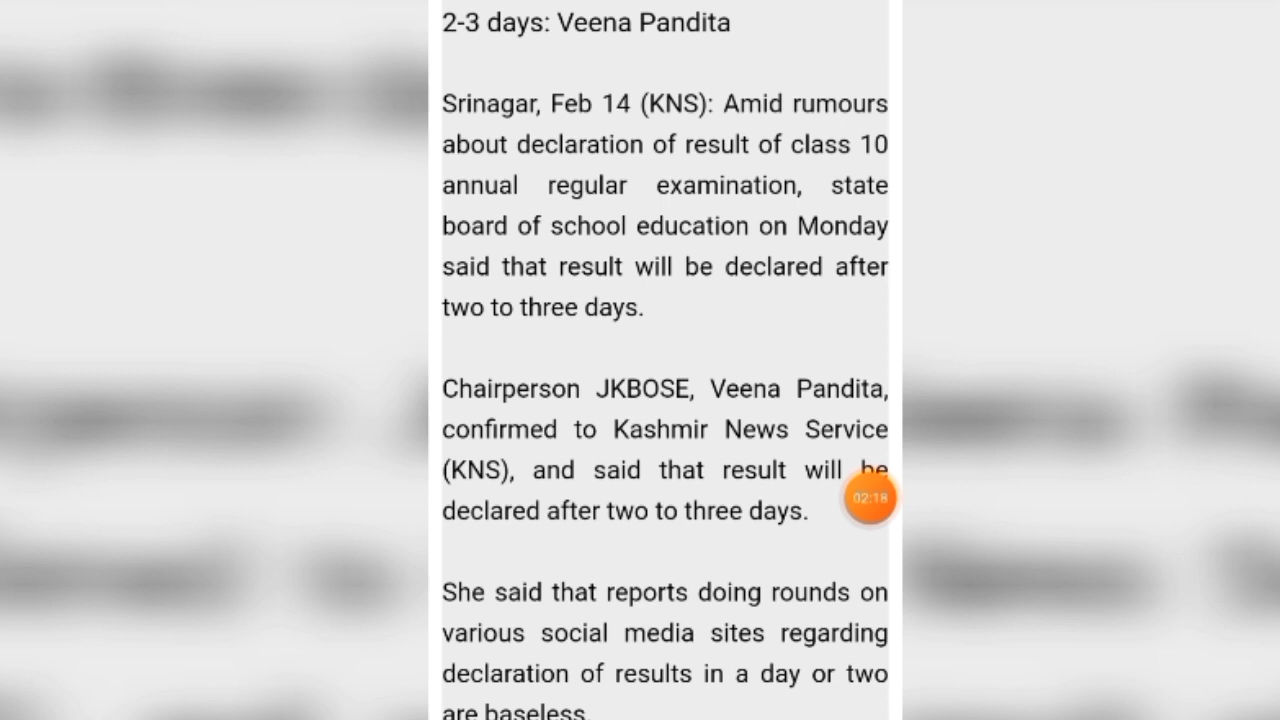 2-3 days: Veena Pandita
Srinagar, Feb 14 (KNS): Amid rumours
about declaration of result of class 10
annual regular examination, state
board of school education on Monday
said that result will be declared after
two to three days.
Chairperson JKBOSE, Veena Pandita,
confirmed to Kashmir News Service
(KNS), and said that result will be
declared after two to three days.
02:18
She said that reports doing rounds on
various social media sites regarding
declaration of results in a day or two
are baseless.